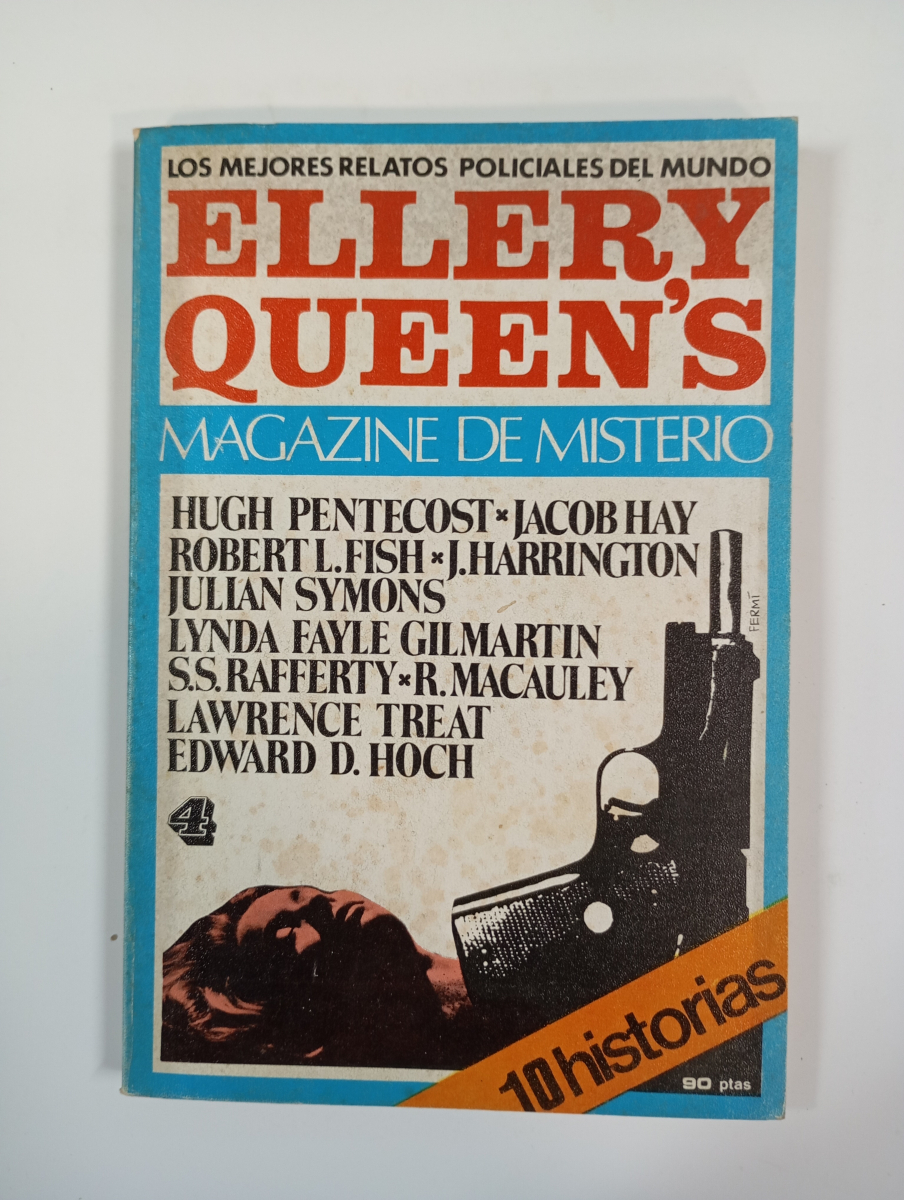 LOS MEJORES RELATOS POLICIALES DEL MUNDO
ELLERY
QUEEN'S
MAGAZINE DE MISTERIO
HUGH PENTECOST × JACOB HAY
ROBERT L. FISH × J. HARRINGTON
JULIAN SYMONS
LYNDA FAYLE GILMARTIN
S.S. RAFFERTY × R. MACAULEY
LAWRENCE TREAT
EDWARD D. HOCH
FERMÍ
4
10 historias
90 ptas